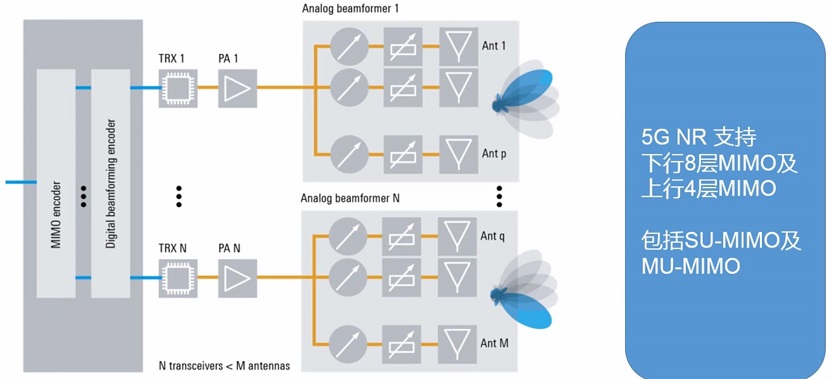 Analog beamformer 1
TRX 1
PA 1
Ant 1
Ant p
MIMO encoder
Digital beamforming encoder
Analog beamformer N
TRX N
PA N
Ant q
Ant M
N transceivers < M antennas
5G NR 支持
下行8层MIMO及
上行4层MIMO
包括SU-MIMO及
MU-MIMO